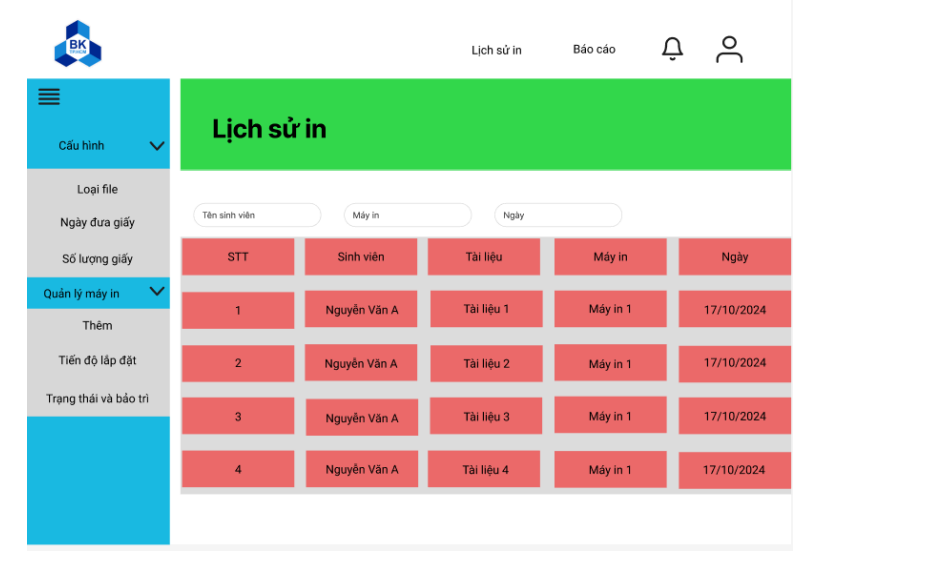 BK
TP.HCM
Lịch sử in
Báo cáo
Cấu hình
Loại file
Ngày đưa giấy
Số lượng giấy
Quản lý máy in
Thêm
Tiến độ lắp đặt
Trạng thái và bảo trì
Lịch sử in
Tên sinh viên
Máy in
Ngày
STT Sinh viên Tài liệu Máy in Ngày
1 Nguyễn Văn A Tài liệu 1 Máy in 1 17/10/2024
2 Nguyễn Văn A Tài liệu 2 Máy in 1 17/10/2024
3 Nguyễn Văn A Tài liệu 3 Máy in 1 17/10/2024
4 Nguyễn Văn A Tài liệu 4 Máy in 1 17/10/2024